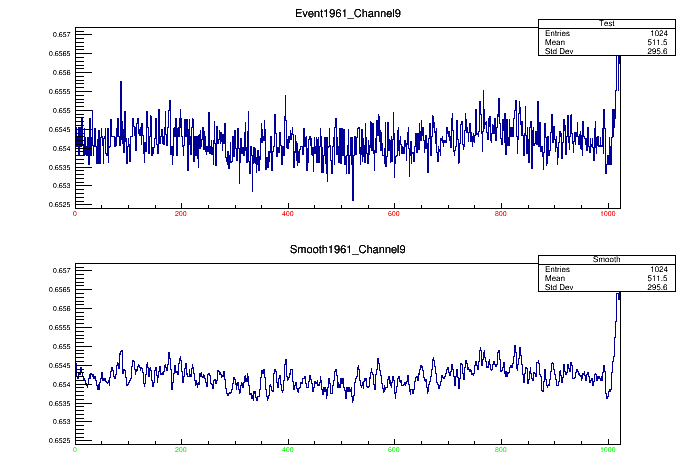 Event1961_Channel9
Test
Entries 1024
Mean 511.5
Std Dev 295.6
0.657
0.6565
0.656
0.6555
0.655
0.6545
0.654
0.6535
0.653
0.6525
0 200 400 600 800 1000
Smooth1961_Channel9
Smooth
Entries 1024
Mean 511.5
Std Dev 295.6
0.657
0.6565
0.656
0.6555
0.655
0.6545
0.654
0.6535
0.653
0.6525
0 200 400 600 800 1000